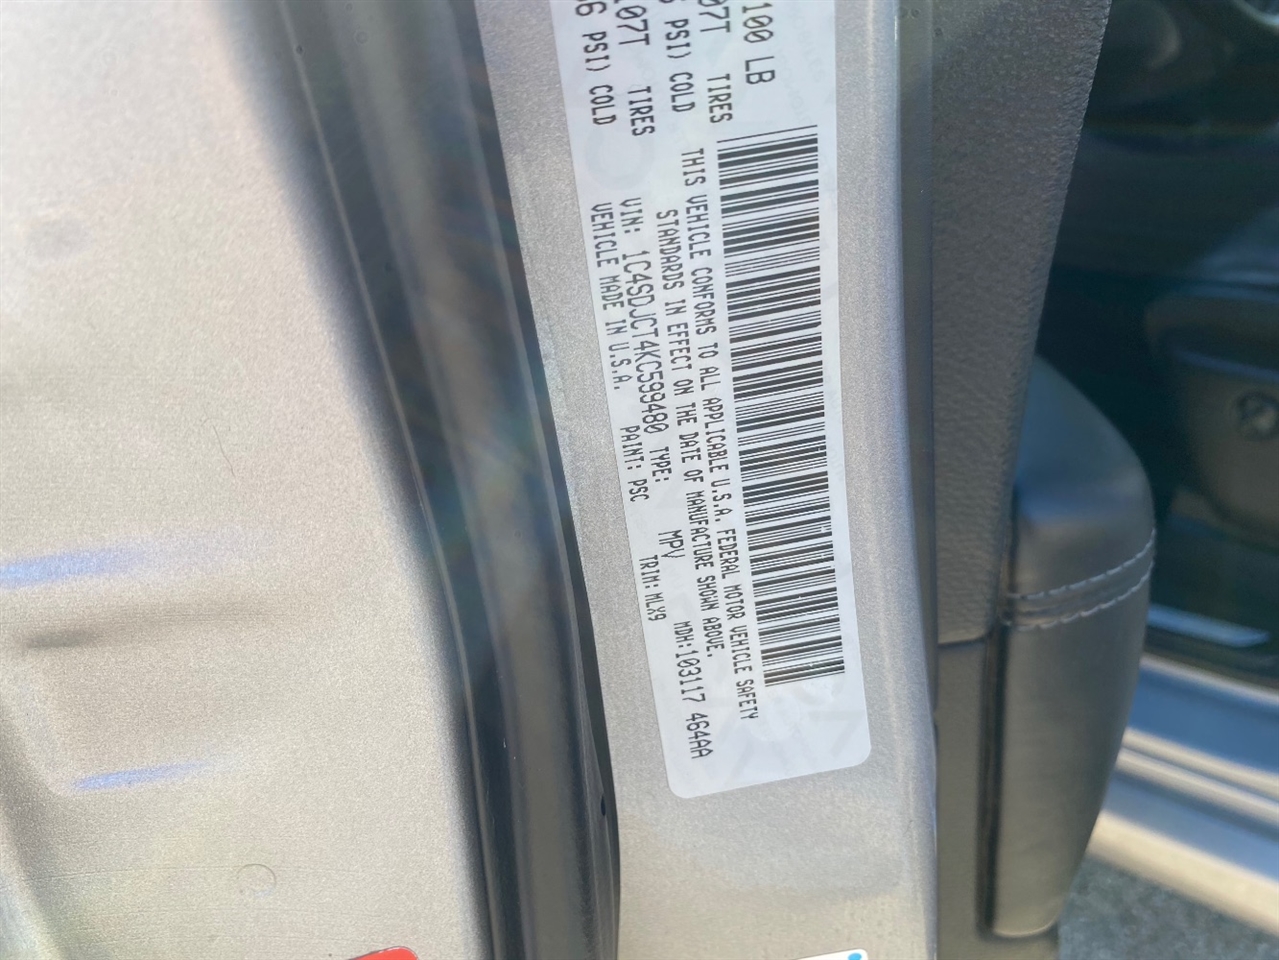 100 LB
07T TIRES
PSI) COLD
107T TIRES
PSI) COLD
THIS VEHICLE CONFORMS TO ALL APPLICABLE U.S.A. FEDERAL MOTOR VEHICLE SAFETY
STANDARDS IN EFFECT ON THE DATE OF MANUFACTURE SHOWN ABOVE.
VIN: 1C4SDJCT4KC599480 TYPE: MPV MDH:103117 464AA
VEHICLE MADE IN U.S.A. PAINT: PSC TRIM:MLX9